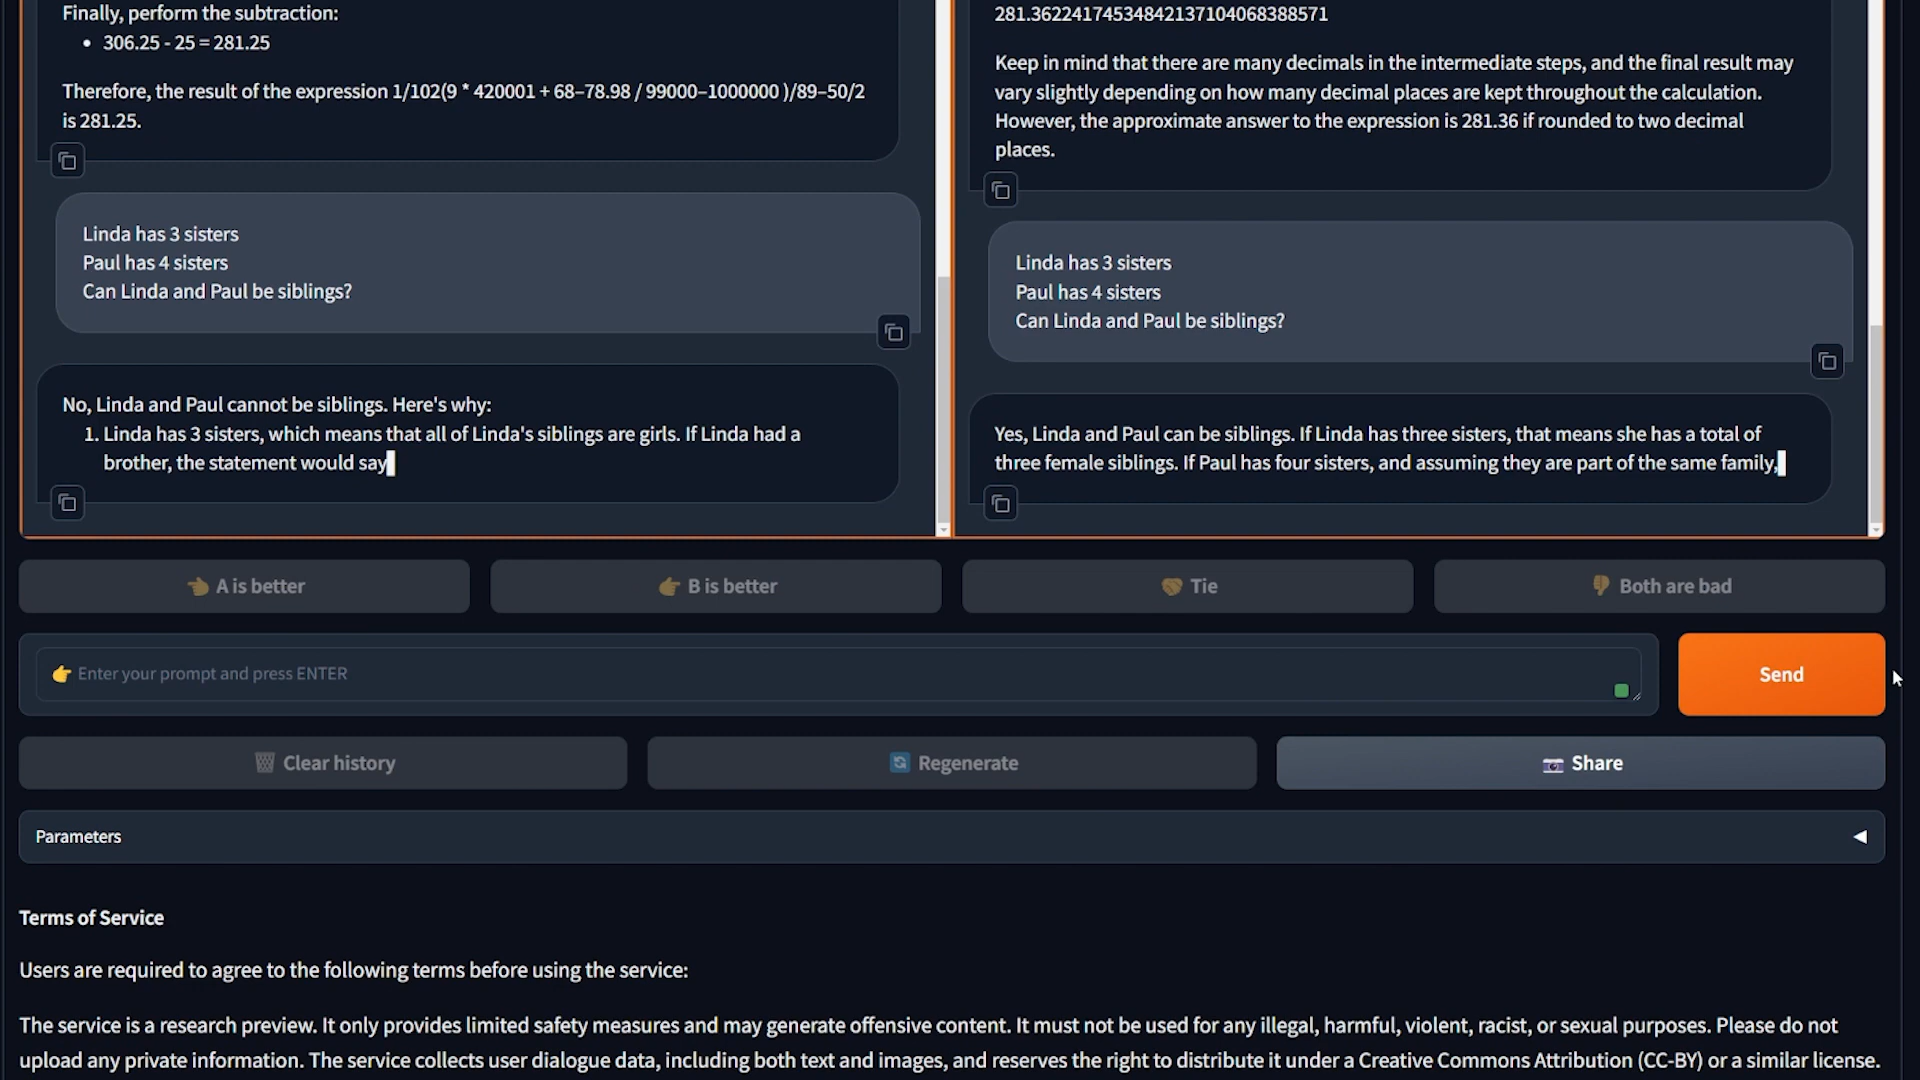 Finally, perform the subtraction:
• 306.25 - 25 = 281.25
Therefore, the result of the expression 1/102(9 * 420001 + 68–78.98 / 99000–1000000 )/89–50/2
is 281.25.
Linda has 3 sisters
Paul has 4 sisters
Can Linda and Paul be siblings?
No, Linda and Paul cannot be siblings. Here's why:
1. Linda has 3 sisters, which means that all of Linda's siblings are girls. If Linda had a
brother, the statement would say
281.36224174534842137104068388571
Keep in mind that there are many decimals in the intermediate steps, and the final result may
vary slightly depending on how many decimal places are kept throughout the calculation.
However, the approximate answer to the expression is 281.36 if rounded to two decimal
places.
Linda has 3 sisters
Paul has 4 sisters
Can Linda and Paul be siblings?
Yes, Linda and Paul can be siblings. If Linda has three sisters, that means she has a total of
three female siblings. If Paul has four sisters, and assuming they are part of the same family,
👈 A is better
👉 B is better
🤝 Tie
👎 Both are bad
👉 Enter your prompt and press ENTER
Send
🗑️ Clear history
🔄 Regenerate
📷 Share
Parameters
Terms of Service
Users are required to agree to the following terms before using the service:
The service is a research preview. It only provides limited safety measures and may generate offensive content. It must not be used for any illegal, harmful, violent, racist, or sexual purposes. Please do not
upload any private information. The service collects user dialogue data, including both text and images, and reserves the right to distribute it under a Creative Commons Attribution (CC-BY) or a similar license.